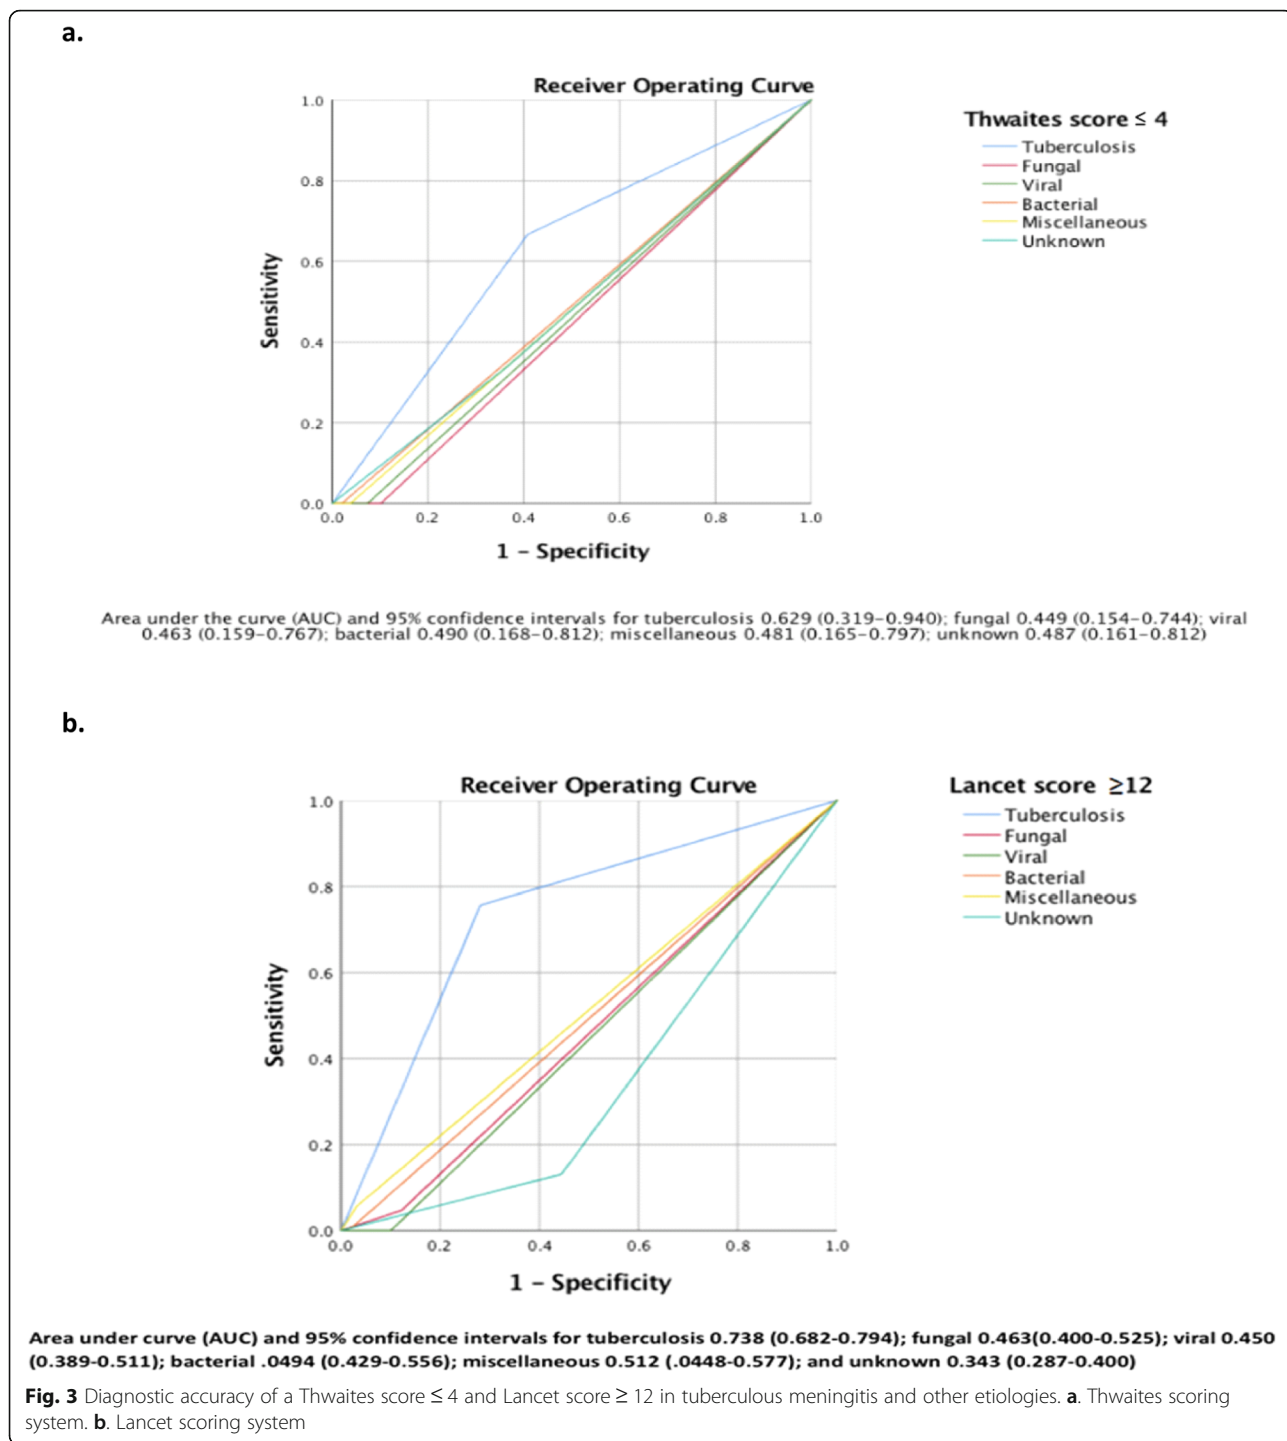 a.
Receiver Operating Curve
Thwaites score ≤ 4
Tuberculosis
Fungal
Viral
Bacterial
Miscellaneous
Unknown
1.0
0.8
0.6
0.4
0.2
0.0
Sensitivity
0.0 0.2 0.4 0.6 0.8 1.0
1 – Specificity
Area under the curve (AUC) and 95% confidence intervals for tuberculosis 0.629 (0.319–0.940); fungal 0.449 (0.154–0.744); viral
0.463 (0.159–0.767); bacterial 0.490 (0.168–0.812); miscellaneous 0.481 (0.165–0.797); unknown 0.487 (0.161–0.812)
b.
Receiver Operating Curve
Lancet score ≥12
Tuberculosis
Fungal
Viral
Bacterial
Miscellaneous
Unknown
1.0
0.8
0.6
0.4
0.2
0.0
Sensitivity
0.0 0.2 0.4 0.6 0.8 1.0
1 – Specificity
Area under curve (AUC) and 95% confidence intervals for tuberculosis 0.738 (0.682-0.794); fungal 0.463(0.400-0.525); viral 0.450
(0.389-0.511); bacterial .0494 (0.429-0.556); miscellaneous 0.512 (.0448-0.577); and unknown 0.343 (0.287-0.400)
Fig. 3 Diagnostic accuracy of a Thwaites score ≤ 4 and Lancet score ≥ 12 in tuberculous meningitis and other etiologies. a. Thwaites scoring
system. b. Lancet scoring system